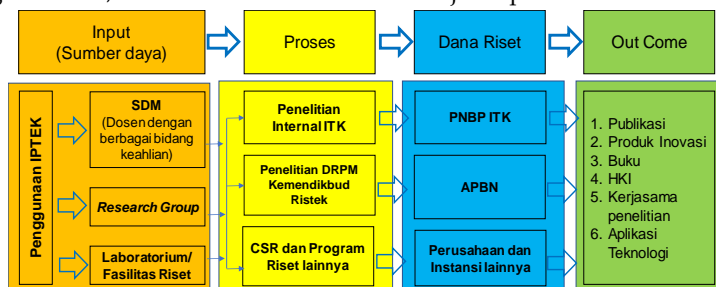 Input
(Sumber daya)
Proses
Dana Riset
Out Come
Penggunaan IPTEK
SDM
(Dosen dengan
berbagai bidang
keahlian)
Research Group
Laboratorium/
Fasilitas Riset
Penelitian
Internal ITK
Penelitian DRPM
Kemendikbud
Ristek
CSR dan Program
Riset lainnya
PNBP ITK
APBN
Perusahaan dan
Instansi lainnya
1. Publikasi
2. Produk Inovasi
3. Buku
4. HKI
5. Kerjasama
penelitian
6. Aplikasi
Teknologi